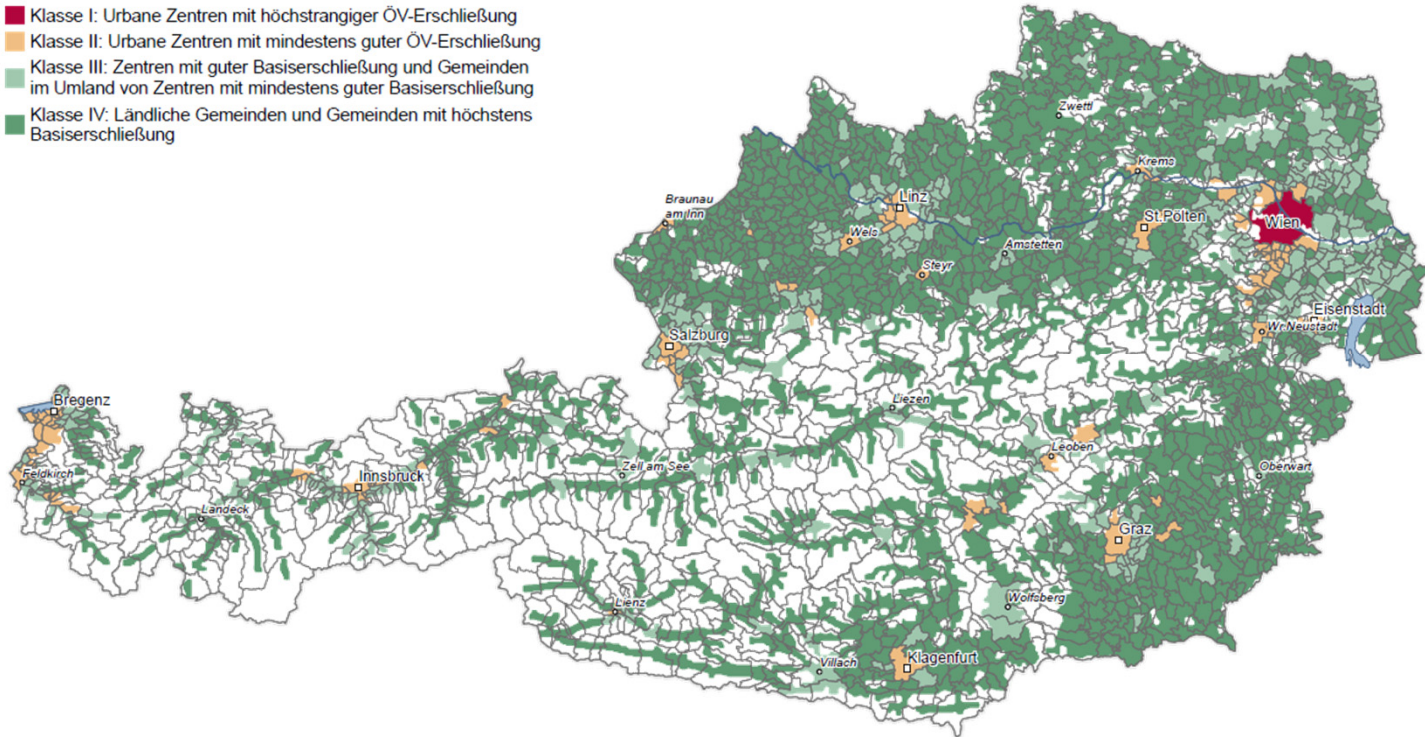 Klasse I: Urbane Zentren mit höchstrangiger ÖV-Erschließung
Klasse II: Urbane Zentren mit mindestens guter ÖV-Erschließung
Klasse III: Zentren mit guter Basiserschließung und Gemeinden
im Umland von Zentren mit mindestens guter Basiserschließung
Klasse IV: Ländliche Gemeinden und Gemeinden mit höchstens
Basiserschließung
Zwettl
Krems
Braunau
am Inn
Linz
Wels
St.Pölten
Wien
Amstetten
Steyr
Eisenstadt
Wr.Neustadt
Salzburg
Bregenz
Liezen
Leoben
Feldkirch
Innsbruck
Zell am See
Oberwart
Landeck
Graz
Lienz
Wolfsberg
Villach
Klagenfurt